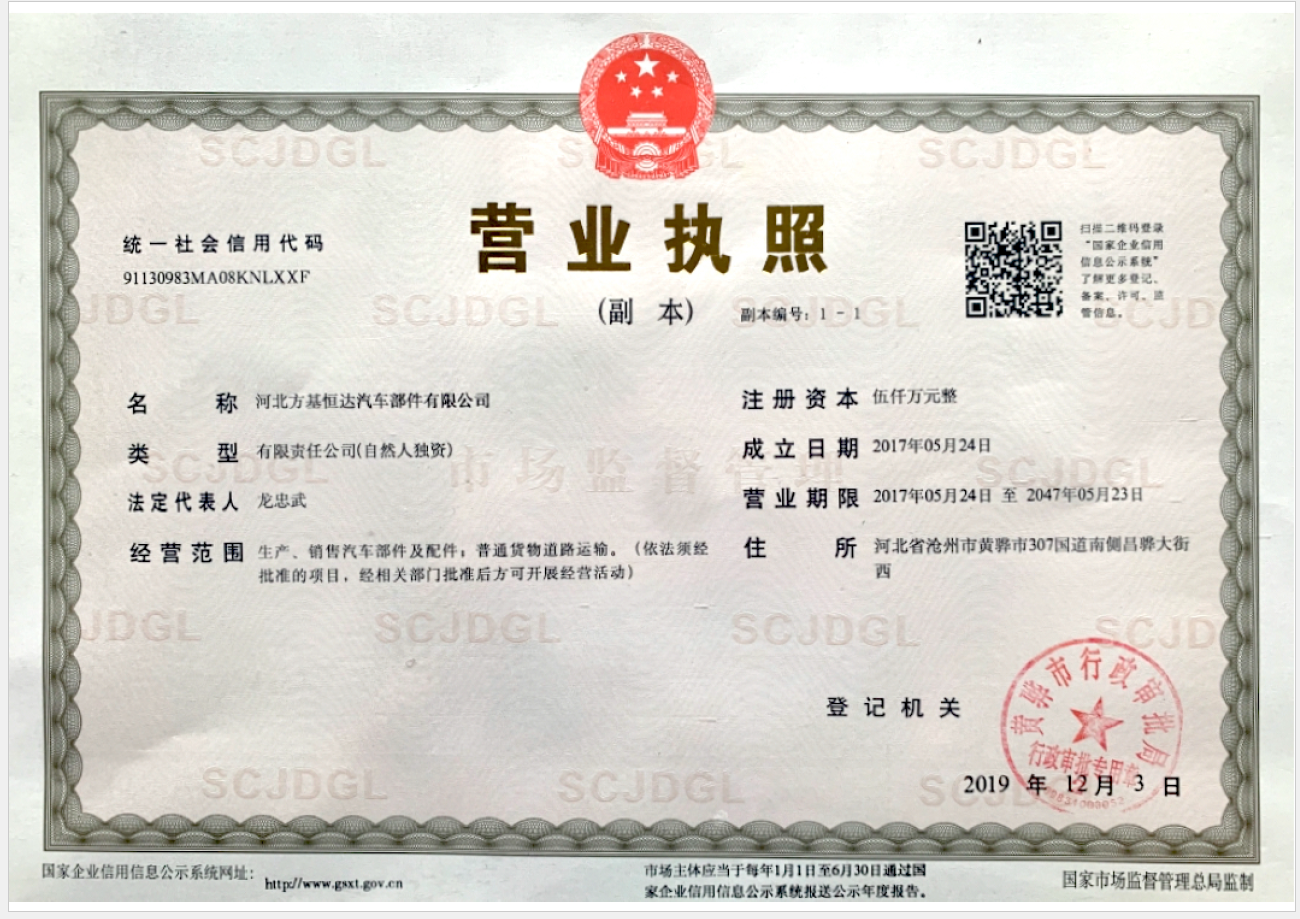 营业执照
(副 本)
副本编号：1 - 1
统一社会信用代码
91130983MA08KNLXXF
扫描二维码登录
“国家企业信用
信息公示系统”
了解更多登记、
备案、许可、监
管信息。
名 称 河北方基恒达汽车部件有限公司
类 型 有限责任公司(自然人独资)
法定代表人 龙忠武
经营范围 生产、销售汽车部件及配件；普通货物道路运输。（依法须经
批准的项目，经相关部门批准后方可开展经营活动）
注册资本 伍仟万元整
成立日期 2017年05月24日
营业期限 2017年05月24日 至 2047年05月23日
住 所 河北省沧州市黄骅市307国道南侧昌骅大街
西
SCJDGL
市场监督管理
登记机关
黄骅市行政审批局
行政审批专用章
2019 年 12月 3 日
国家企业信用信息公示系统网址：
http://www.gsxt.gov.cn
市场主体应当于每年1月1日至6月30日通过国
家企业信用信息公示系统报送公示年度报告。
国家市场监督管理总局监制